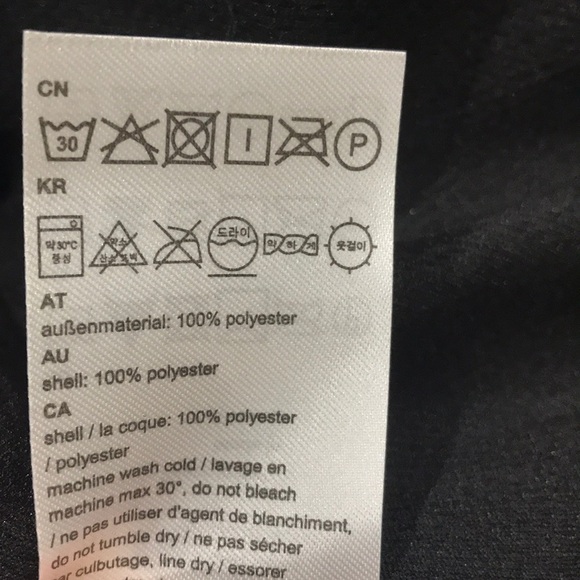 CN
30 P
KR
약 30°C 드라이 약 하 게 옷걸이
중성
AT
außenmaterial: 100% polyester
AU
shell: 100% polyester
CA
shell / la coque: 100% polyester
/ polyester
machine wash cold / lavage en
machine max 30°, do not bleach
/ ne pas utiliser d'agent de blanchiment,
do not tumble dry / ne pas sécher
culbutage, line dry / essorer